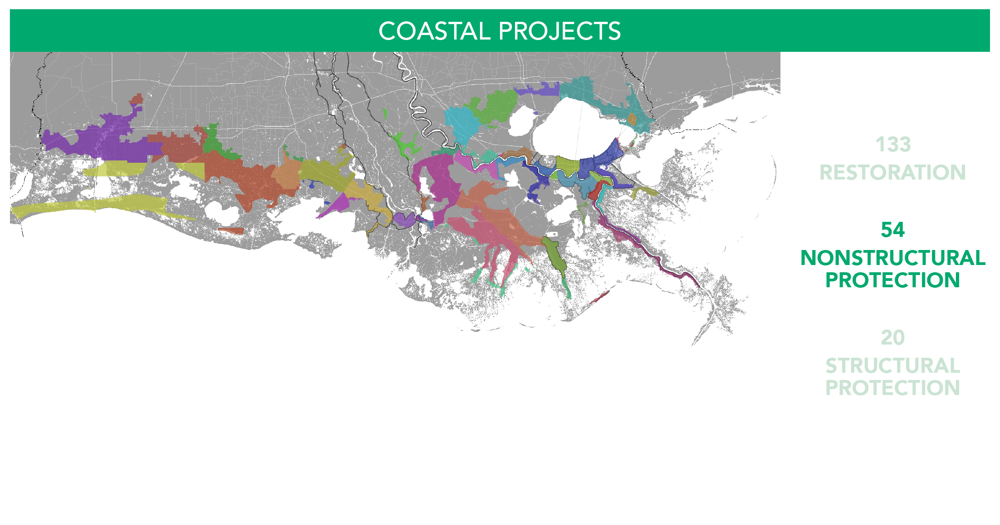 COASTAL PROJECTS
133
RESTORATION
54
NONSTRUCTURAL
PROTECTION
20
STRUCTURAL
PROTECTION